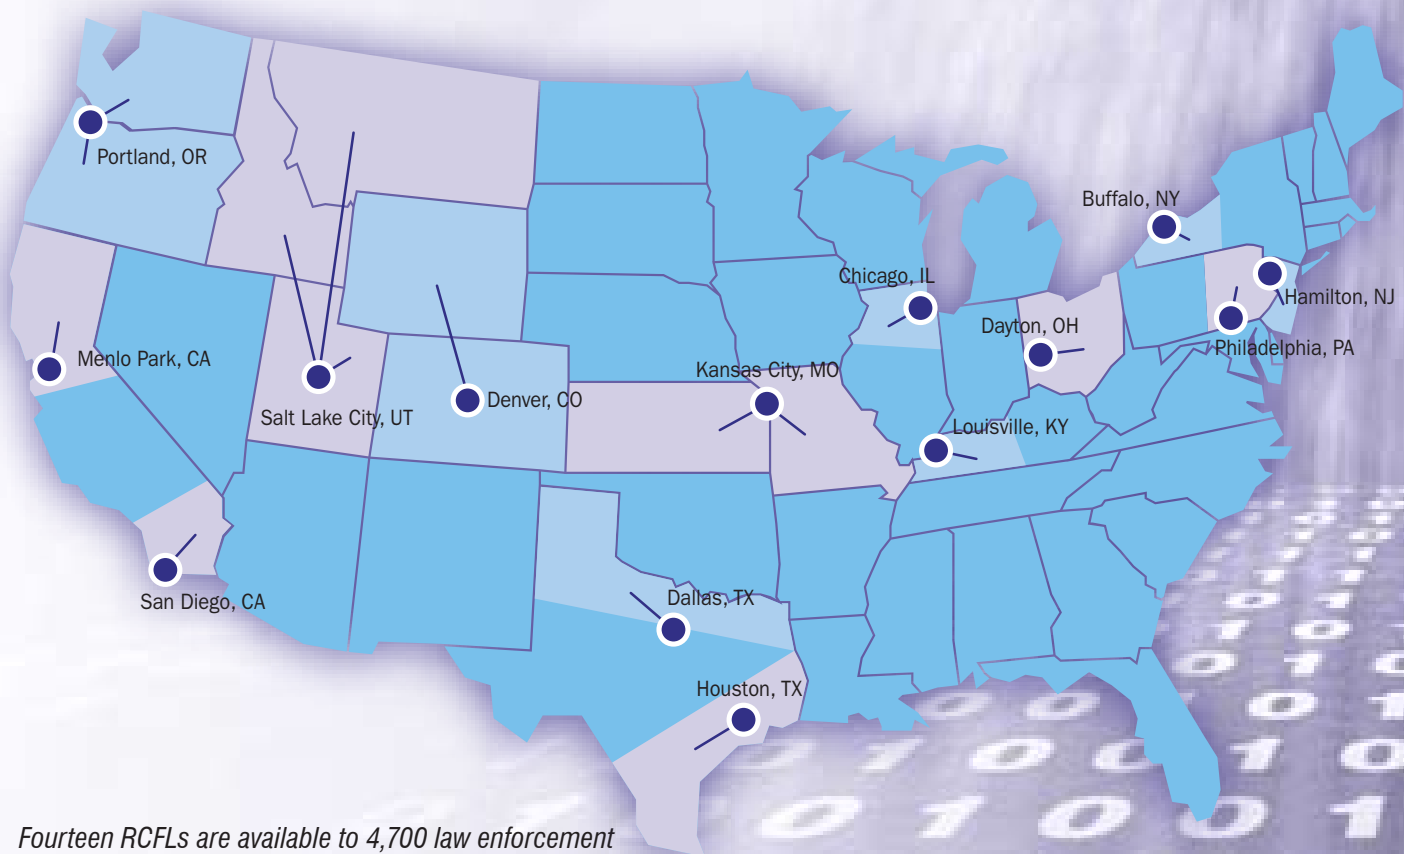 Portland, OR
Buffalo, NY
Chicago, IL
Hamilton, NJ
Dayton, OH
Philadelphia, PA
Menlo Park, CA
Kansas City, MO
Salt Lake City, UT
Denver, CO
Louisville, KY
San Diego, CA
Dallas, TX
Houston, TX
Fourteen RCFLs are available to 4,700 law enforcement